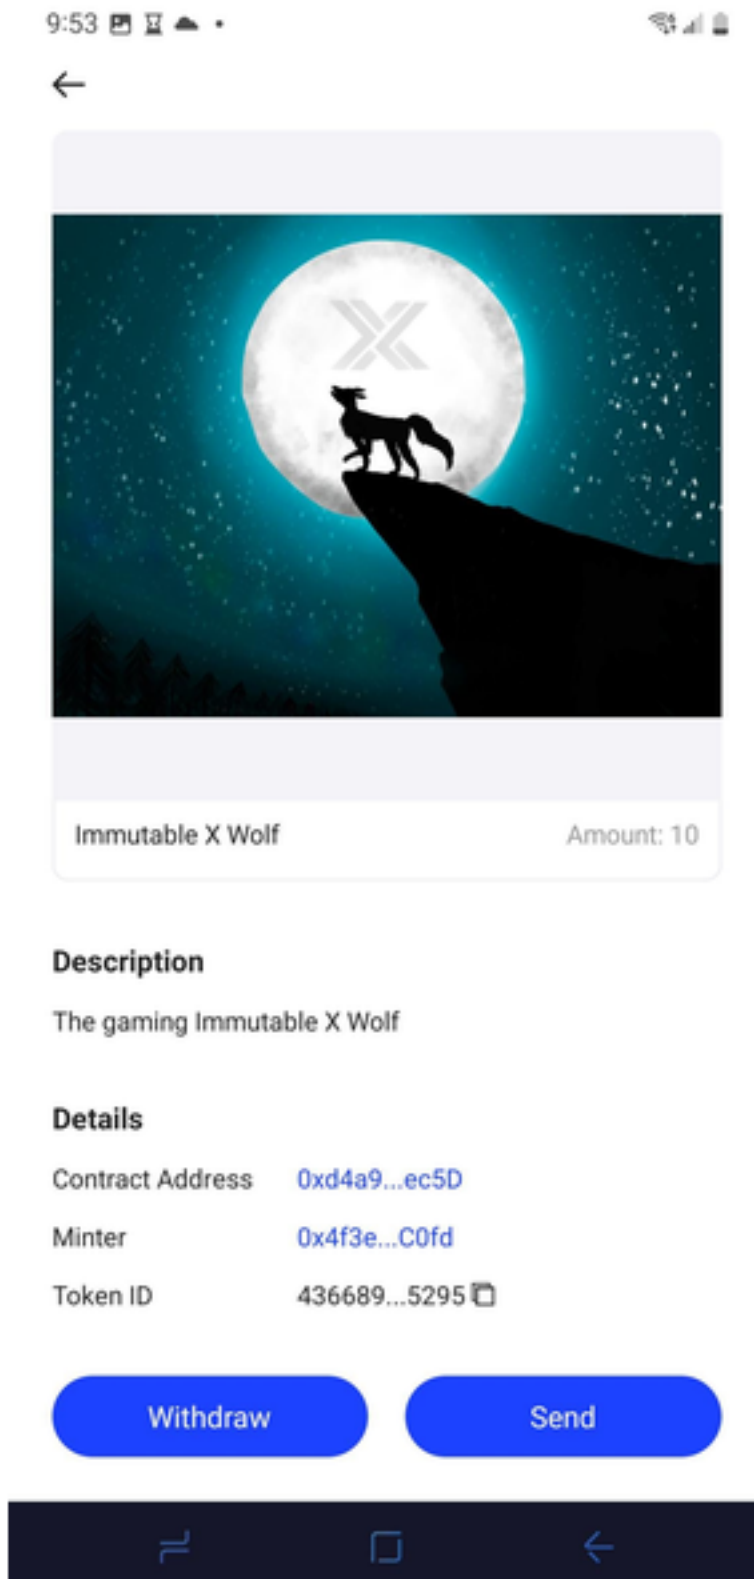 9:53
Immutable X Wolf Amount: 10
Description
The gaming Immutable X Wolf
Details
Contract Address 0xd4a9...ec5D
Minter 0x4f3e...C0fd
Token ID 436689...5295
Withdraw Send